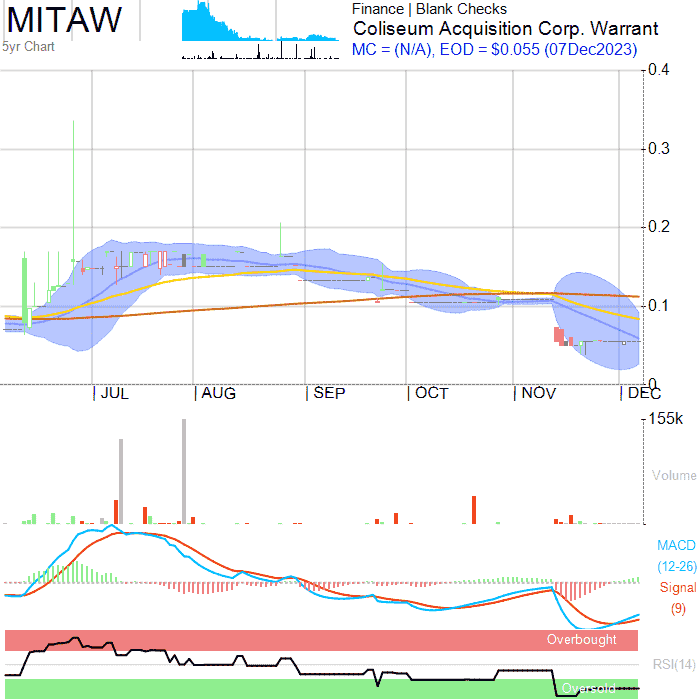 MITAW
5yr Chart
Finance | Blank Checks
Coliseum Acquisition Corp. Warrant
MC = (N/A), EOD = $0.055 (07Dec2023)
0.4
0.3
0.2
0.1
0
JUL
AUG
SEP
OCT
NOV
DEC
155k
Volume
MACD
(12-26)
Signal
(9)
Overbought
RSI(14)
Oversold